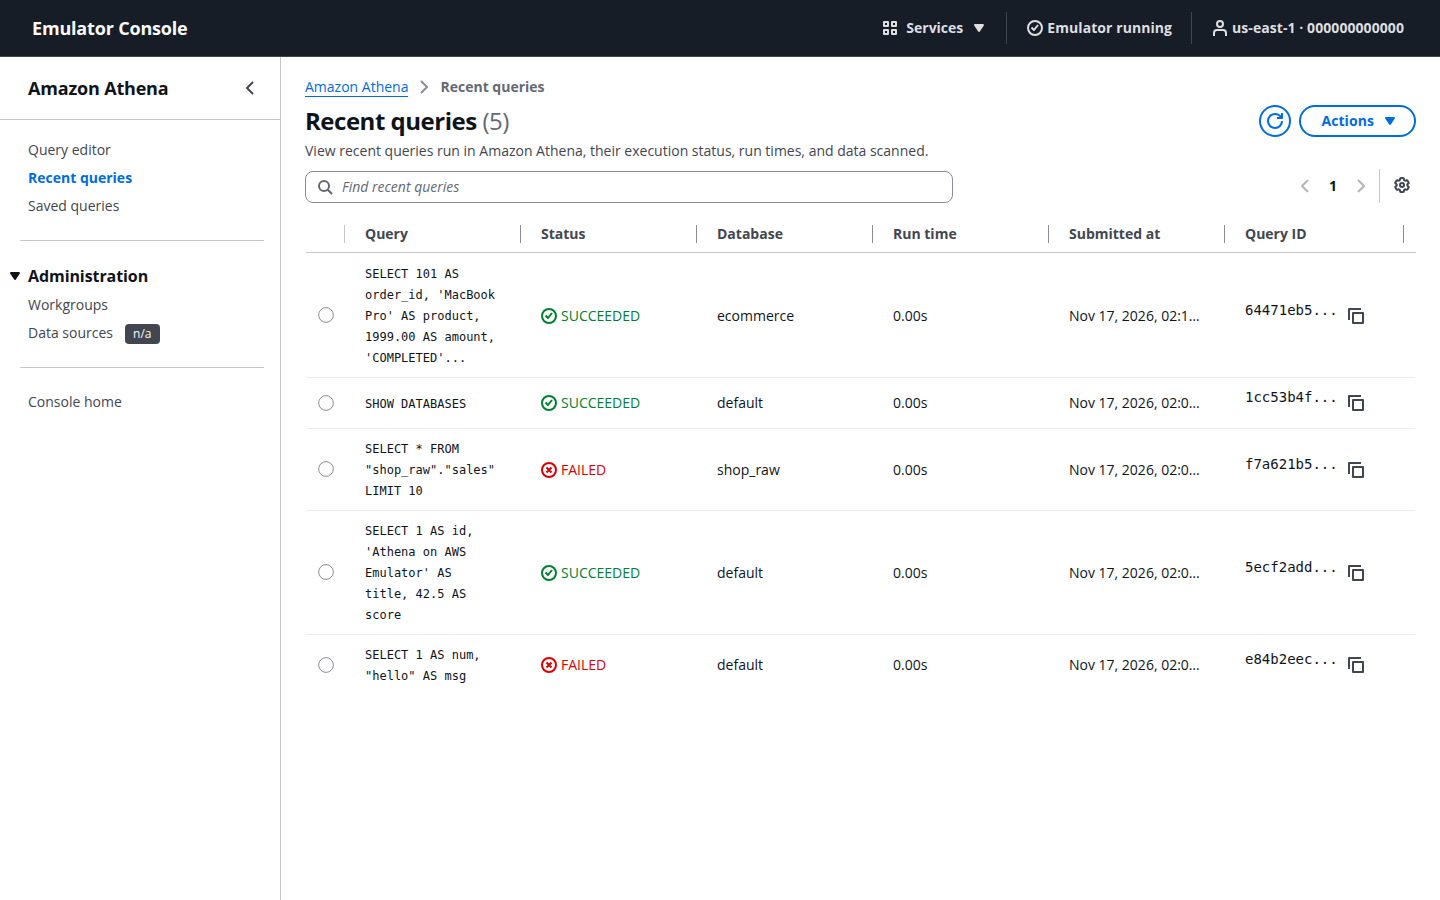 Emulator Console
Services
Emulator running
us-east-1 · 000000000000
Amazon Athena
Query editor
Recent queries
Saved queries
Administration
Workgroups
Data sources n/a
Console home
Amazon Athena > Recent queries
Recent queries (5)
Actions
View recent queries run in Amazon Athena, their execution status, run times, and data scanned.
Find recent queries
1
Query Status Database Run time Submitted at Query ID
SELECT 101 AS
order_id, 'MacBook
Pro' AS product,
1999.00 AS amount,
'COMPLETED'...
SUCCEEDED ecommerce 0.00s Nov 17, 2026, 02:1... 64471eb5...
SHOW DATABASES SUCCEEDED default 0.00s Nov 17, 2026, 02:0... 1cc53b4f...
SELECT * FROM
"shop_raw"."sales"
LIMIT 10
FAILED shop_raw 0.00s Nov 17, 2026, 02:0... f7a621b5...
SELECT 1 AS id,
'Athena on AWS
Emulator' AS
title, 42.5 AS
score
SUCCEEDED default 0.00s Nov 17, 2026, 02:0... 5ecf2add...
SELECT 1 AS num,
"hello" AS msg
FAILED default 0.00s Nov 17, 2026, 02:0... e84b2eec...